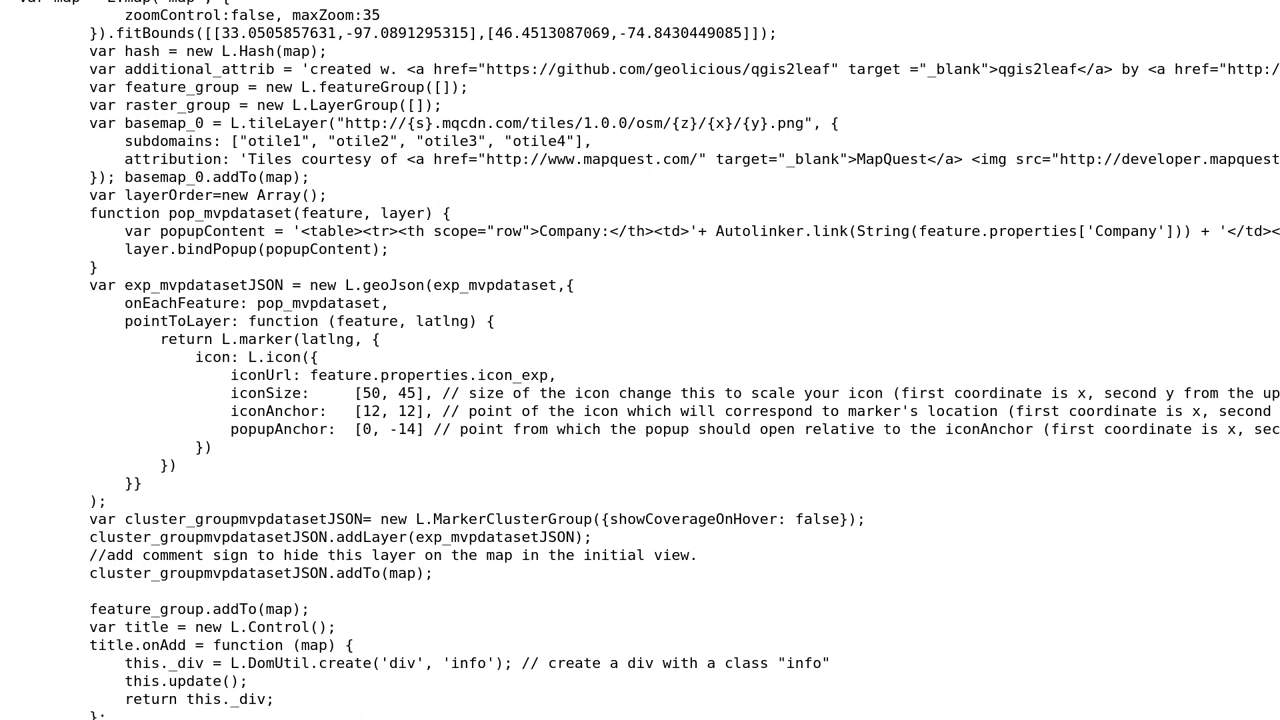 var map = L.map('map', {
zoomControl:false, maxZoom:35
}).fitBounds([[33.0505857631,-97.0891295315],[46.4513087069,-74.8430449085]]);
var hash = new L.Hash(map);
var additional_attrib = 'created w. <a href="https://github.com/geolicious/qgis2leaf" target ="_blank">qgis2leaf</a> by <a href="http:/
var feature_group = new L.featureGroup([]);
var raster_group = new L.LayerGroup([]);
var basemap_0 = L.tileLayer("http://{s}.mqcdn.com/tiles/1.0.0/osm/{z}/{x}/{y}.png", {
subdomains: ["otile1", "otile2", "otile3", "otile4"],
attribution: 'Tiles courtesy of <a href="http://www.mapquest.com/" target="_blank">MapQuest</a> <img src="http://developer.mapquest
}); basemap_0.addTo(map);
var layerOrder=new Array();
function pop_mvpdataset(feature, layer) {
var popupContent = '<table><tr><th scope="row">Company:</th><td>'+ Autolinker.link(String(feature.properties['Company'])) + '</td><
layer.bindPopup(popupContent);
}
var exp_mvpdatasetJSON = new L.geoJson(exp_mvpdataset,{
onEachFeature: pop_mvpdataset,
pointToLayer: function (feature, latlng) {
return L.marker(latlng, {
icon: L.icon({
iconUrl: feature.properties.icon_exp,
iconSize:     [50, 45], // size of the icon change this to scale your icon (first coordinate is x, second y from the up
iconAnchor:   [12, 12], // point of the icon which will correspond to marker's location (first coordinate is x, second
popupAnchor:  [0, -14] // point from which the popup should open relative to the iconAnchor (first coordinate is x, sec
})
})
}}
);
var cluster_groupmvpdatasetJSON= new L.MarkerClusterGroup({showCoverageOnHover: false});
cluster_groupmvpdatasetJSON.addLayer(exp_mvpdatasetJSON);
//add comment sign to hide this layer on the map in the initial view.
cluster_groupmvpdatasetJSON.addTo(map);
feature_group.addTo(map);
var title = new L.Control();
title.onAdd = function (map) {
this._div = L.DomUtil.create('div', 'info'); // create a div with a class "info"
this.update();
return this._div;
};